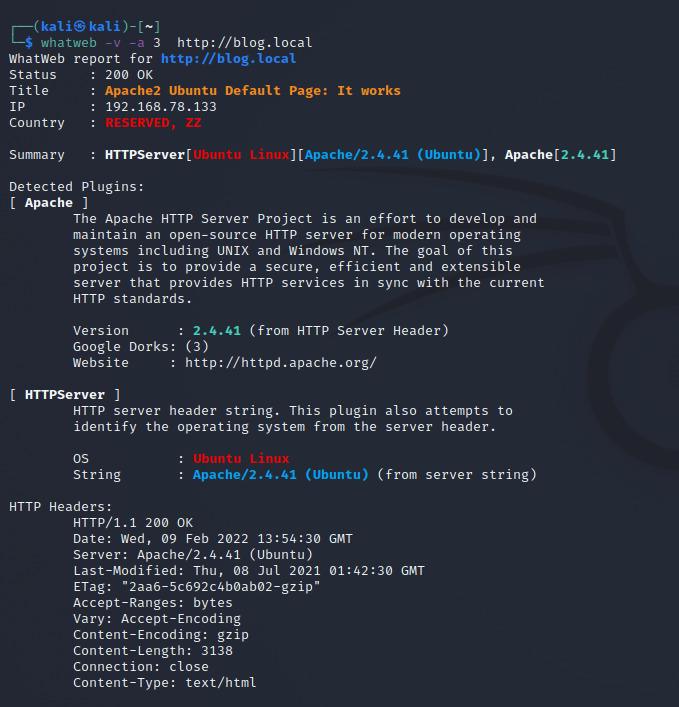 ┌──(kali㉿kali)-[~]
└─$ whatweb -v -a 3  http://blog.local
WhatWeb report for http://blog.local
Status    : 200 OK
Title     : Apache2 Ubuntu Default Page: It works
IP        : 192.168.78.133
Country   : RESERVED, ZZ

Summary   : HTTPServer[Ubuntu Linux][Apache/2.4.41 (Ubuntu)], Apache[2.4.41]

Detected Plugins:
[ Apache ]
        The Apache HTTP Server Project is an effort to develop and
        maintain an open-source HTTP server for modern operating
        systems including UNIX and Windows NT. The goal of this
        project is to provide a secure, efficient and extensible
        server that provides HTTP services in sync with the current
        HTTP standards.

        Version      : 2.4.41 (from HTTP Server Header)
        Google Dorks: (3)
        Website     : http://httpd.apache.org/

[ HTTPServer ]
        HTTP server header string. This plugin also attempts to
        identify the operating system from the server header.

        OS           : Ubuntu Linux
        String       : Apache/2.4.41 (Ubuntu) (from server string)

HTTP Headers:
        HTTP/1.1 200 OK
        Date: Wed, 09 Feb 2022 13:54:30 GMT
        Server: Apache/2.4.41 (Ubuntu)
        Last-Modified: Thu, 08 Jul 2021 01:42:30 GMT
        ETag: "2aa6-5c692c4b0ab02-gzip"
        Accept-Ranges: bytes
        Vary: Accept-Encoding
        Content-Encoding: gzip
        Content-Length: 3138
        Connection: close
        Content-Type: text/html